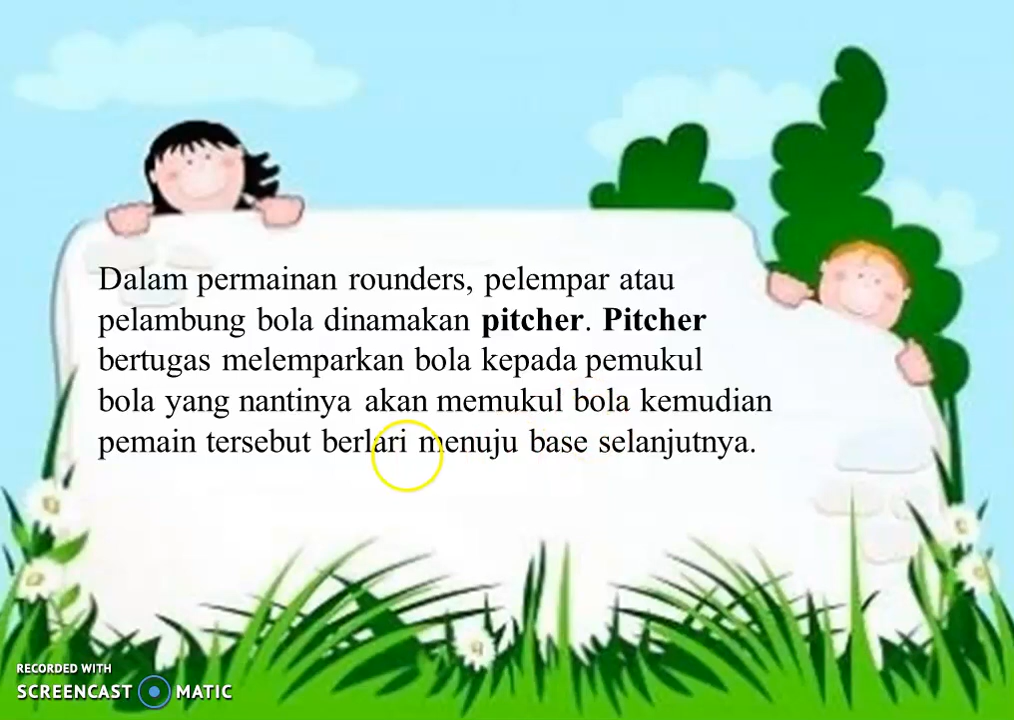 Dalam permainan rounders, pelempar atau
pelambung bola dinamakan pitcher. Pitcher
bertugas melemparkan bola kepada pemukul
bola yang nantinya akan memukul bola kemudian
pemain tersebut berlari menuju base selanjutnya.
RECORDED WITH
SCREENCAST MATIC